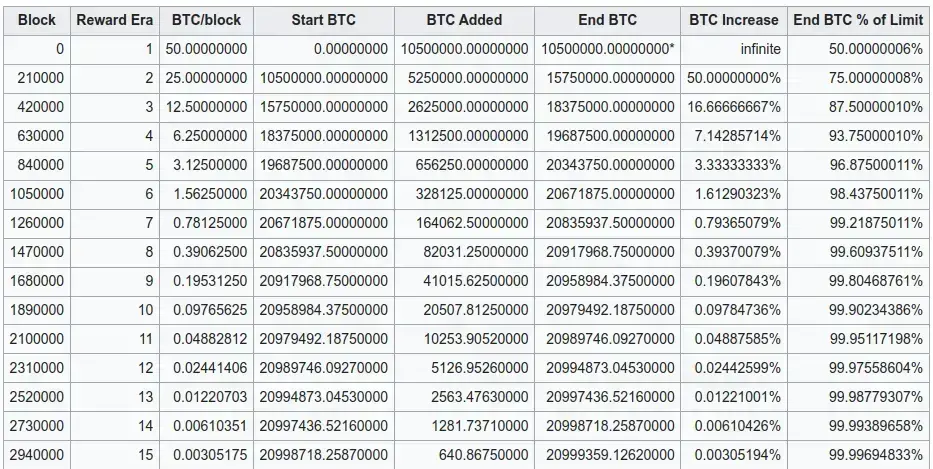 Block Reward Era BTC/block Start BTC BTC Added End BTC BTC Increase End BTC % of Limit
0 1 50.00000000 0.00000000 10500000.00000000 10500000.00000000* infinite 50.00000006%
210000 2 25.00000000 10500000.00000000 5250000.00000000 15750000.00000000 50.00000000% 75.00000008%
420000 3 12.50000000 15750000.00000000 2625000.00000000 18375000.00000000 16.66666667% 87.50000010%
630000 4 6.25000000 18375000.00000000 1312500.00000000 19687500.00000000 7.14285714% 93.75000010%
840000 5 3.12500000 19687500.00000000 656250.00000000 20343750.00000000 3.33333333% 96.87500011%
1050000 6 1.56250000 20343750.00000000 328125.00000000 20671875.00000000 1.61290323% 98.43750011%
1260000 7 0.78125000 20671875.00000000 164062.50000000 20835937.50000000 0.79365079% 99.21875011%
1470000 8 0.39062500 20835937.50000000 82031.25000000 20917968.75000000 0.39370079% 99.60937511%
1680000 9 0.19531250 20917968.75000000 41015.62500000 20958984.37500000 0.19607843% 99.80468761%
1890000 10 0.09765625 20958984.37500000 20507.81250000 20979492.18750000 0.09784736% 99.90234386%
2100000 11 0.04882812 20979492.18750000 10253.90520000 20989746.09270000 0.04887585% 99.95117198%
2310000 12 0.02441406 20989746.09270000 5126.95260000 20994873.04530000 0.02442599% 99.97558604%
2520000 13 0.01220703 20994873.04530000 2563.47630000 20997436.52160000 0.01221001% 99.98779307%
2730000 14 0.00610351 20997436.52160000 1281.73710000 20998718.25870000 0.00610426% 99.99389658%
2940000 15 0.00305175 20998718.25870000 640.86750000 20999359.12620000 0.00305194% 99.99694833%